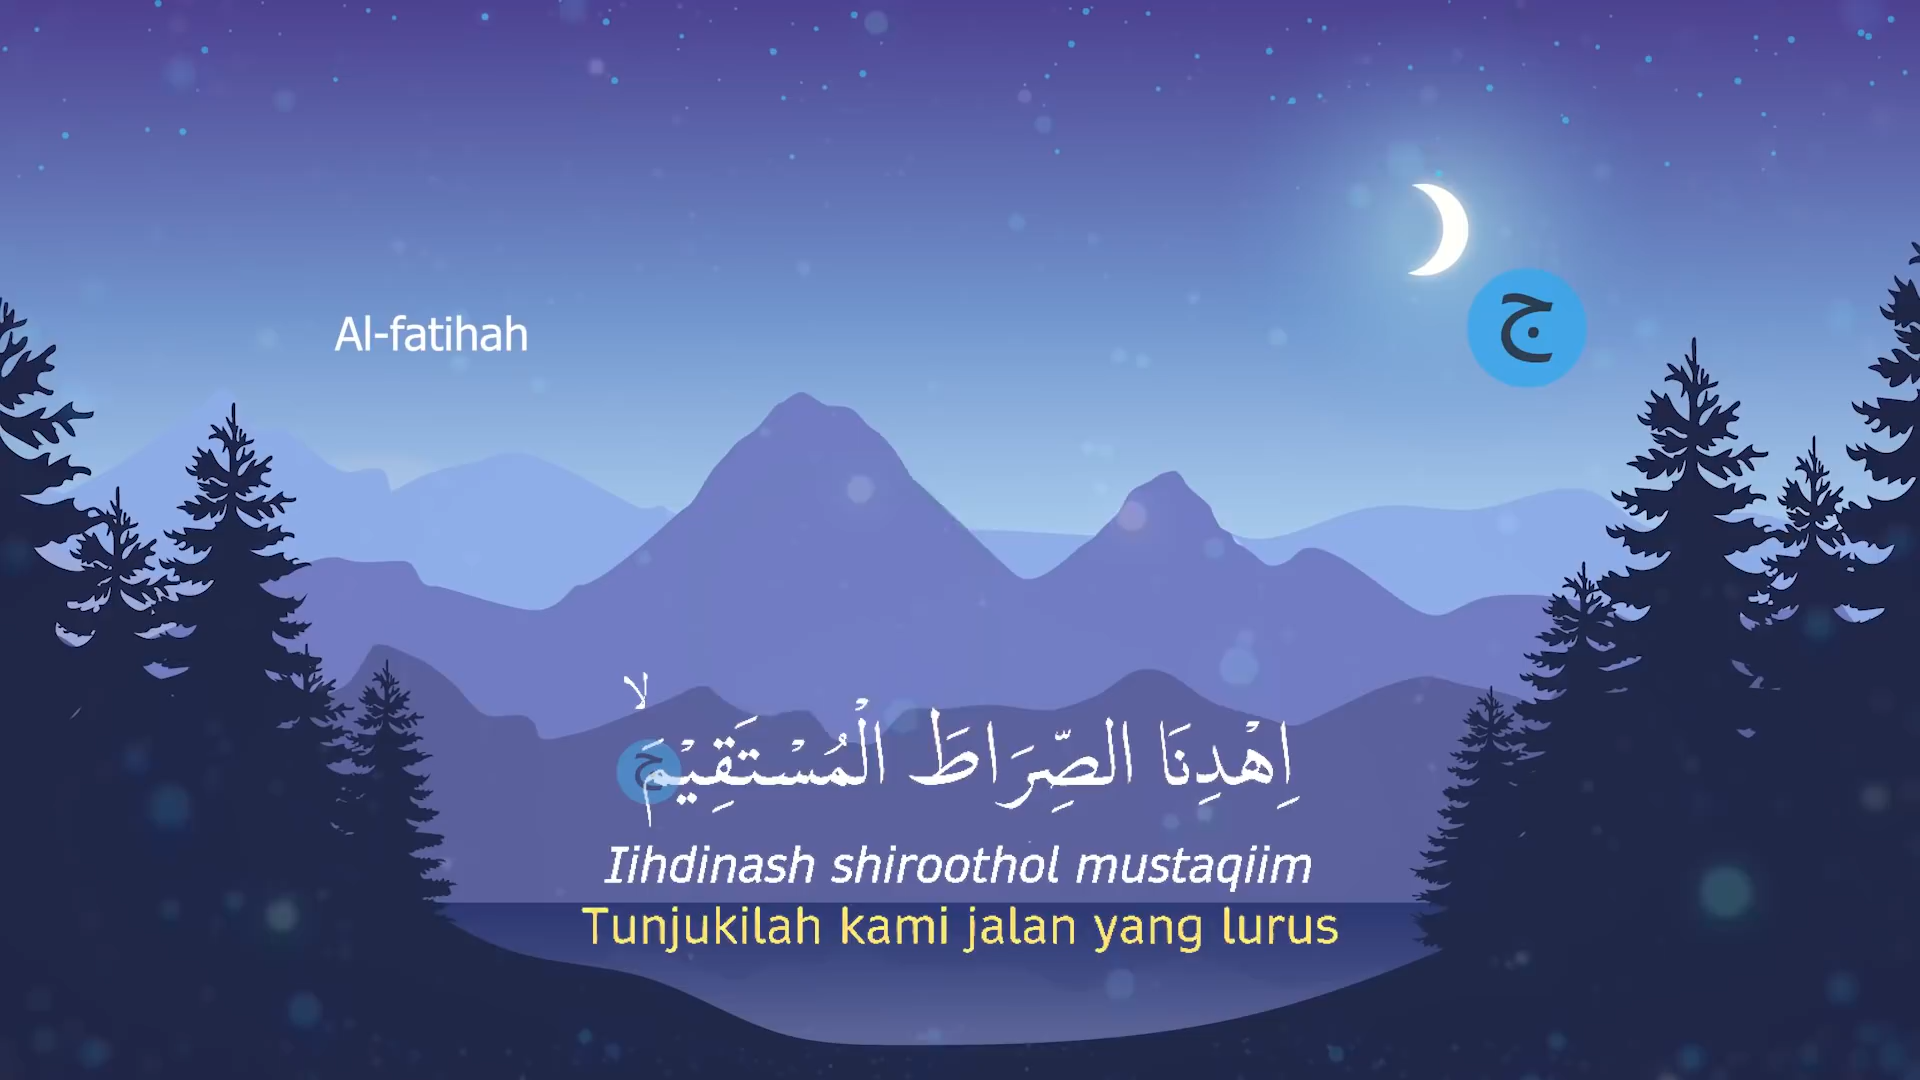 Al-fatihah
ج
اِهْدِنَا الصِّرَاطَ الْمُسْتَقِيْمَ ۙ
ج
Iihdinash shiroothol mustaqiim
Tunjukilah kami jalan yang lurus